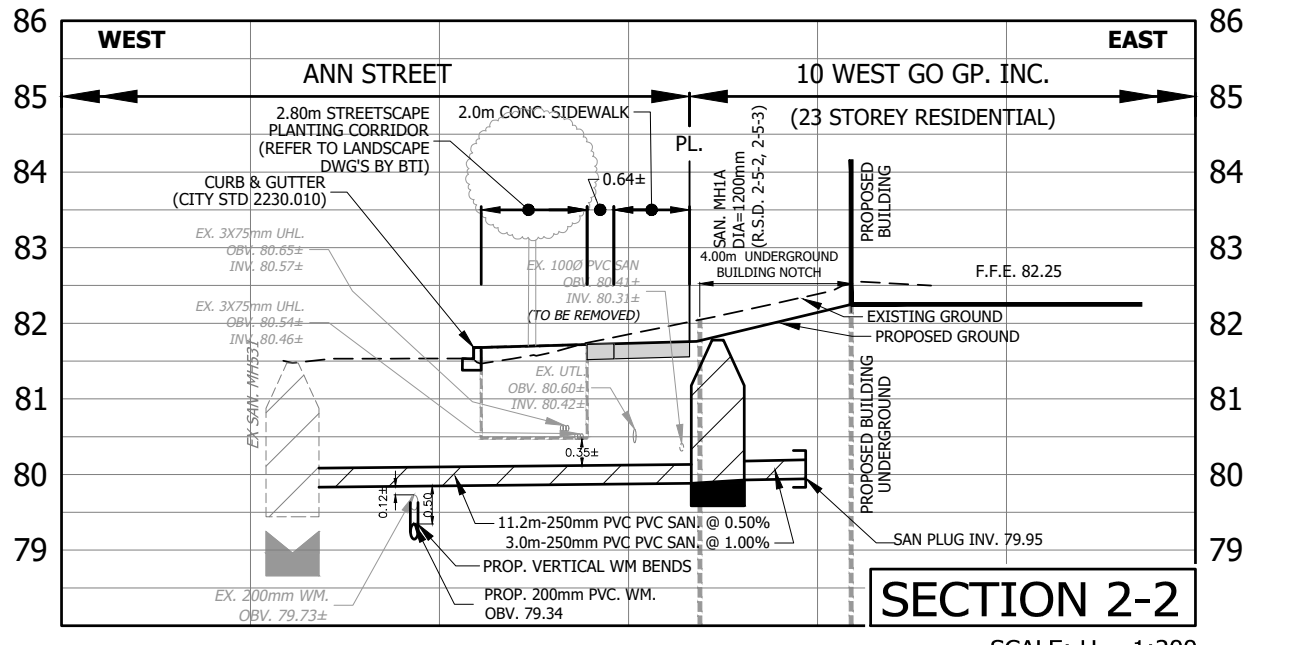 86
86
WEST
EAST
ANN STREET
10 WEST GO GP. INC.
85
85
2.80m STREETSCAPE
PLANTING CORRIDOR
(REFER TO LANDSCAPE
DWG'S BY BTI)
2.0m CONC. SIDEWALK
(23 STOREY RESIDENTIAL)
PL.
SAN. MH1A
DIA=1200mm
(R.S.D. 2-5-2, 2-5-3)
84
84
0.64±
CURB & GUTTER
(CITY STD 2230.010)
PROPOSED
BUILDING
EX. 3X75mm UHL.
OBV. 80.65±
INV. 80.57±
83
83
4.00m UNDERGROUND
BUILDING NOTCH
EX. 100Ø PVC SAN
OBV. 80.41±
INV. 80.31±
(TO BE REMOVED)
F.F.E. 82.25
EX. 3X75mm UHL.
OBV. 80.54±
INV. 80.46±
82
82
EXISTING GROUND
PROPOSED GROUND
EX SAN. MH531
EX. UTL.
OBV. 80.60±
INV. 80.42±
81
81
PROPOSED BUILDING
UNDERGROUND
0.35±
80
80
0.12±
0.50
11.2m-250mm PVC PVC SAN. @ 0.50%
3.0m-250mm PVC PVC SAN. @ 1.00%
SAN PLUG INV. 79.95
79
79
PROP. VERTICAL WM BENDS
EX. 200mm WM.
OBV. 79.73±
PROP. 200mm PVC. WM.
OBV. 79.34
SECTION 2-2